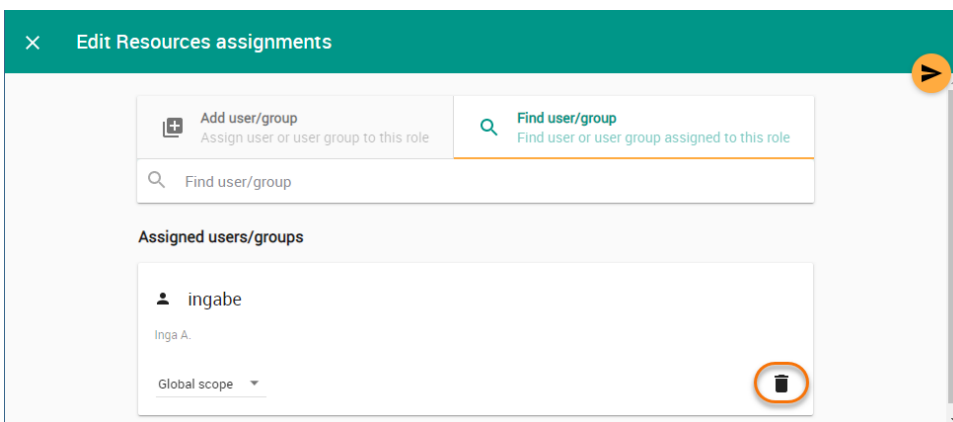 Edit Resources assignments
Add user/group
Assign user or user group to this role
Find user/group
Find user or user group assigned to this role
Find user/group
Assigned users/groups
ingabe
Inga A.
Global scope